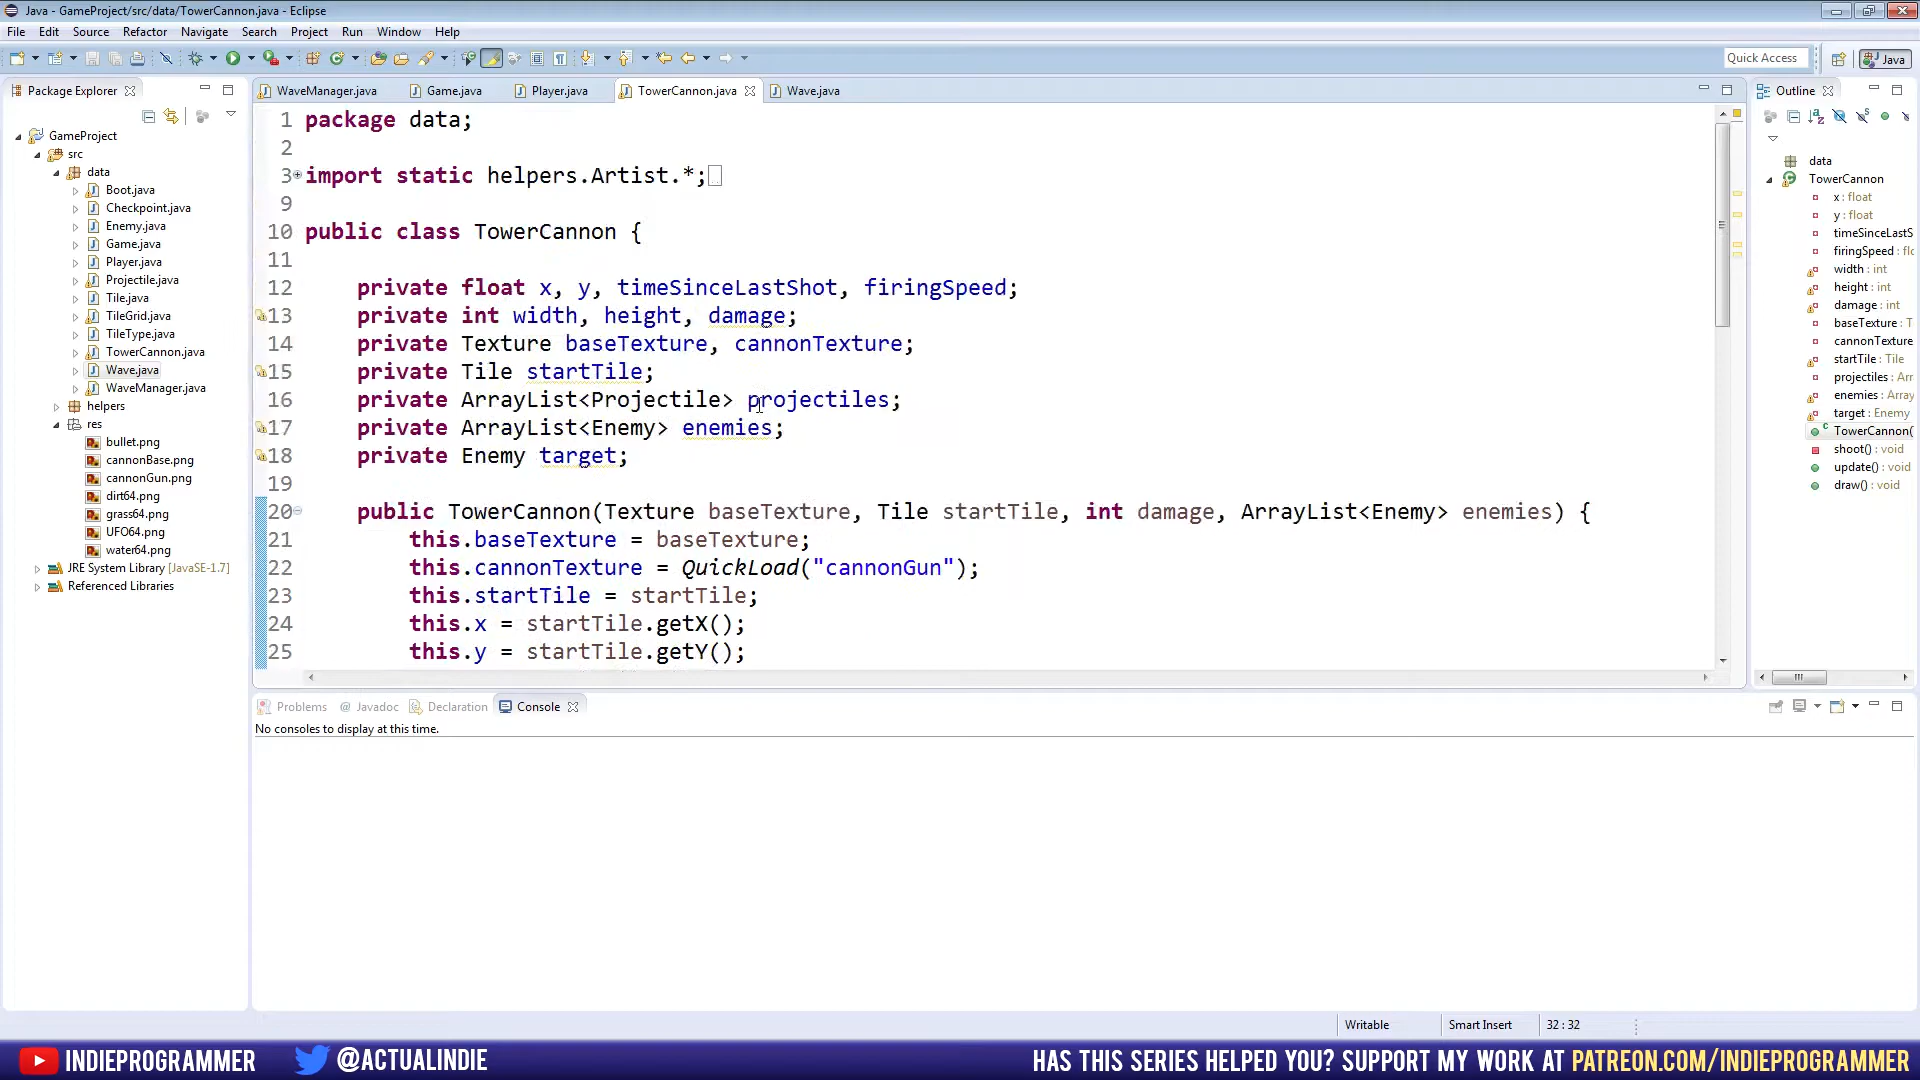 Java - GameProject/src/data/TowerCannon.java - Eclipse
File Edit Source Refactor Navigate Search Project Run Window Help
Quick Access
Java
Package Explorer
GameProject
src
data
Boot.java
Checkpoint.java
Enemy.java
Game.java
Player.java
Projectile.java
Tile.java
TileGrid.java
TileType.java
TowerCannon.java
Wave.java
WaveManager.java
helpers
res
bullet.png
cannonBase.png
cannonGun.png
dirt64.png
grass64.png
UFO64.png
water64.png
JRE System Library [JavaSE-1.7]
Referenced Libraries
WaveManager.java Game.java Player.java TowerCannon.java Wave.java
1 package data;
2
3 import static helpers.Artist.*;
9
10 public class TowerCannon {
11
12 private float x, y, timeSinceLastShot, firingSpeed;
13 private int width, height, damage;
14 private Texture baseTexture, cannonTexture;
15 private Tile startTile;
16 private ArrayList<Projectile> projectiles;
17 private ArrayList<Enemy> enemies;
18 private Enemy target;
19
20 public TowerCannon(Texture baseTexture, Tile startTile, int damage, ArrayList<Enemy> enemies) {
21 this.baseTexture = baseTexture;
22 this.cannonTexture = QuickLoad("cannonGun");
23 this.startTile = startTile;
24 this.x = startTile.getX();
25 this.y = startTile.getY();
Outline
data
TowerCannon
x : float
y : float
timeSinceLastS
firingSpeed : flo
width : int
height : int
damage : int
baseTexture : T
cannonTexture
startTile : Tile
projectiles : Arr
enemies : Array
target : Enemy
TowerCannon(
shoot() : void
update() : void
draw() : void
Problems @ Javadoc Declaration Console
No consoles to display at this time.
Writable Smart Insert 32 : 32
INDIEPROGRAMMER @ACTUALINDIE HAS THIS SERIES HELPED YOU? SUPPORT MY WORK AT PATREON.COM/INDIEPROGRAMMER